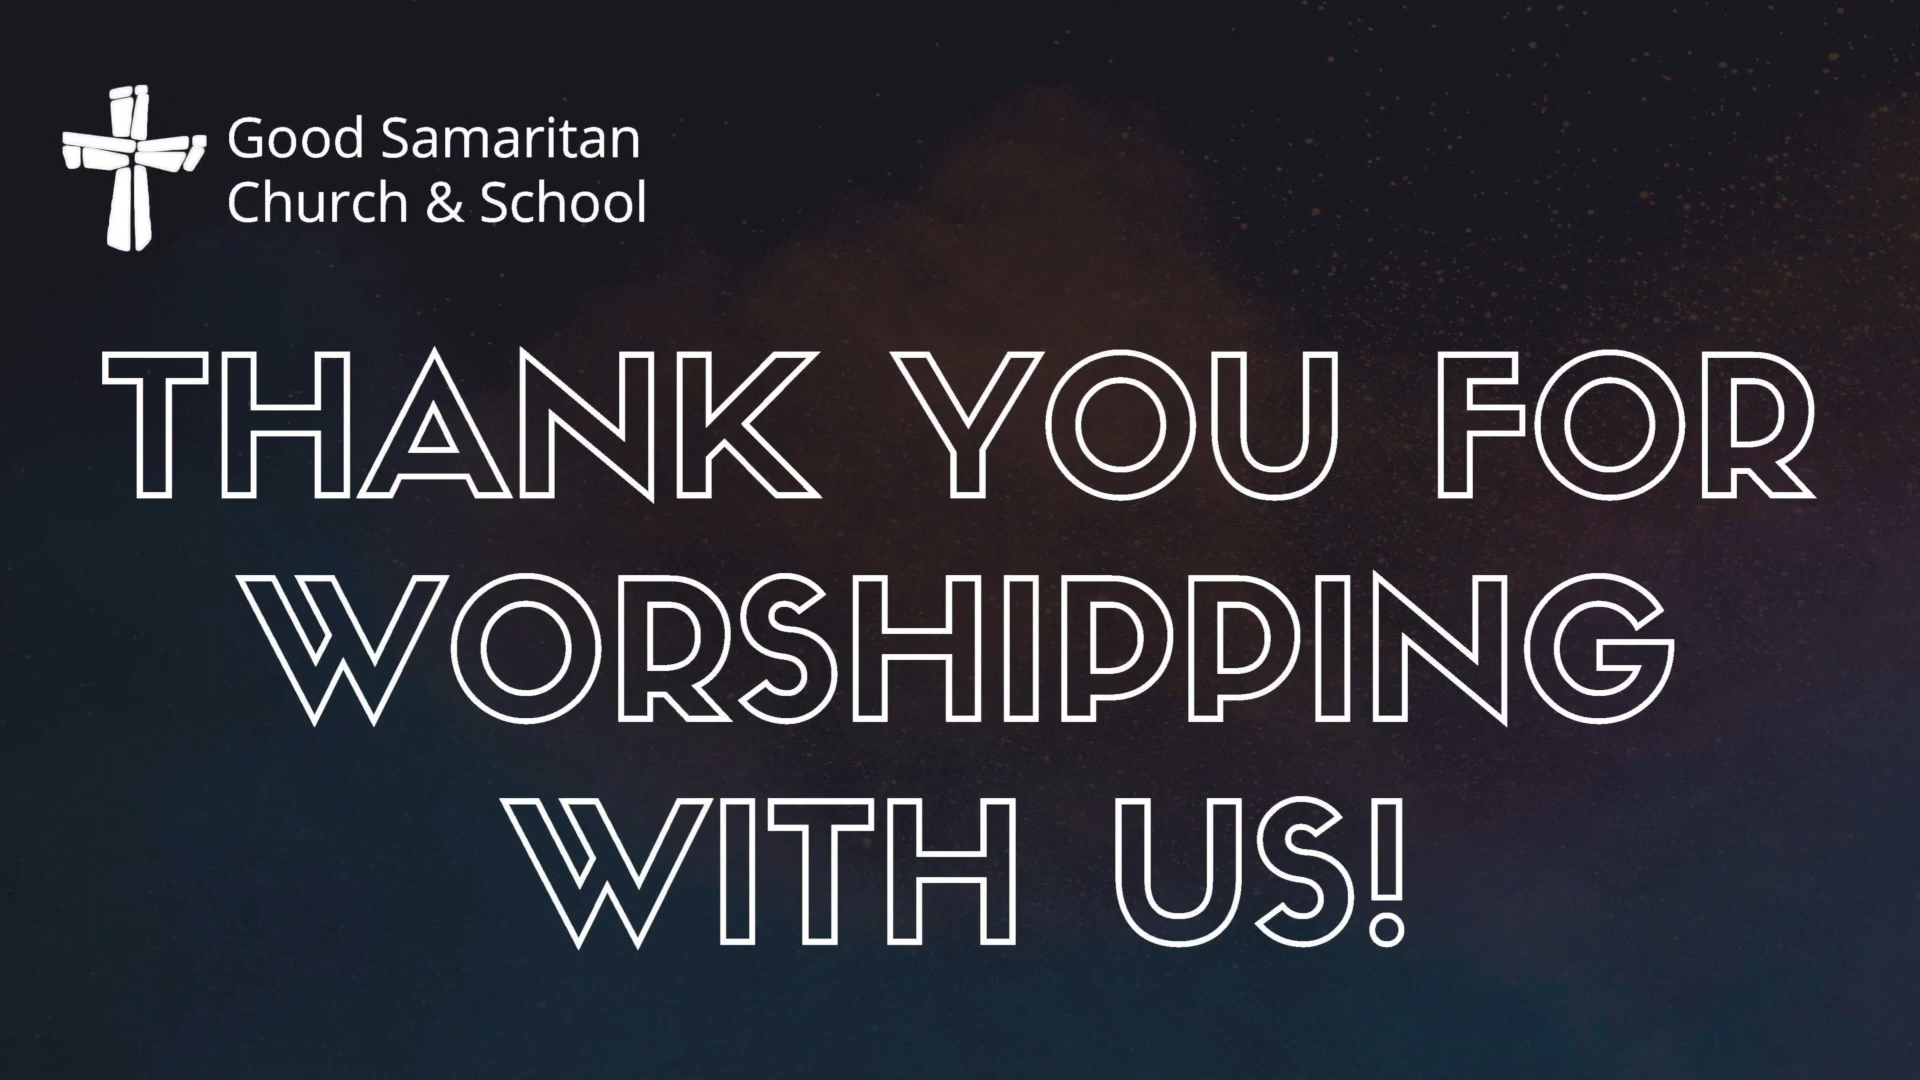 Good Samaritan
Church & School
THANK YOU FOR
WORSHIPPING
WITH US!